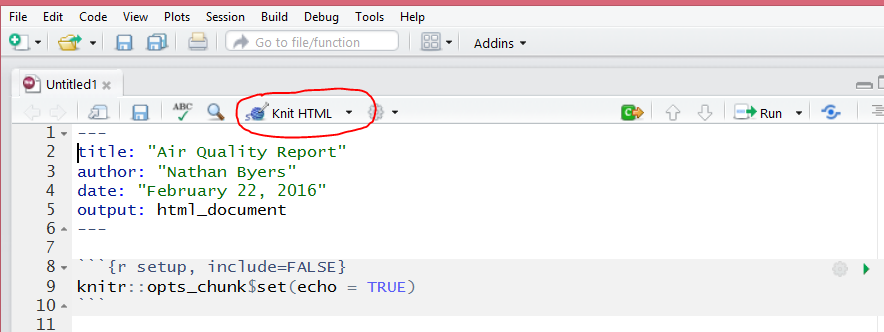 File Edit Code View Plots Session Build Debug Tools Help
Go to file/function Addins
Untitled1
ABC Knit HTML Run
1 ---
2 title: "Air Quality Report"
3 author: "Nathan Byers"
4 date: "February 22, 2016"
5 output: html_document
6 ---
7
8 ```{r setup, include=FALSE}
9 knitr::opts_chunk$set(echo = TRUE)
10 ```
11